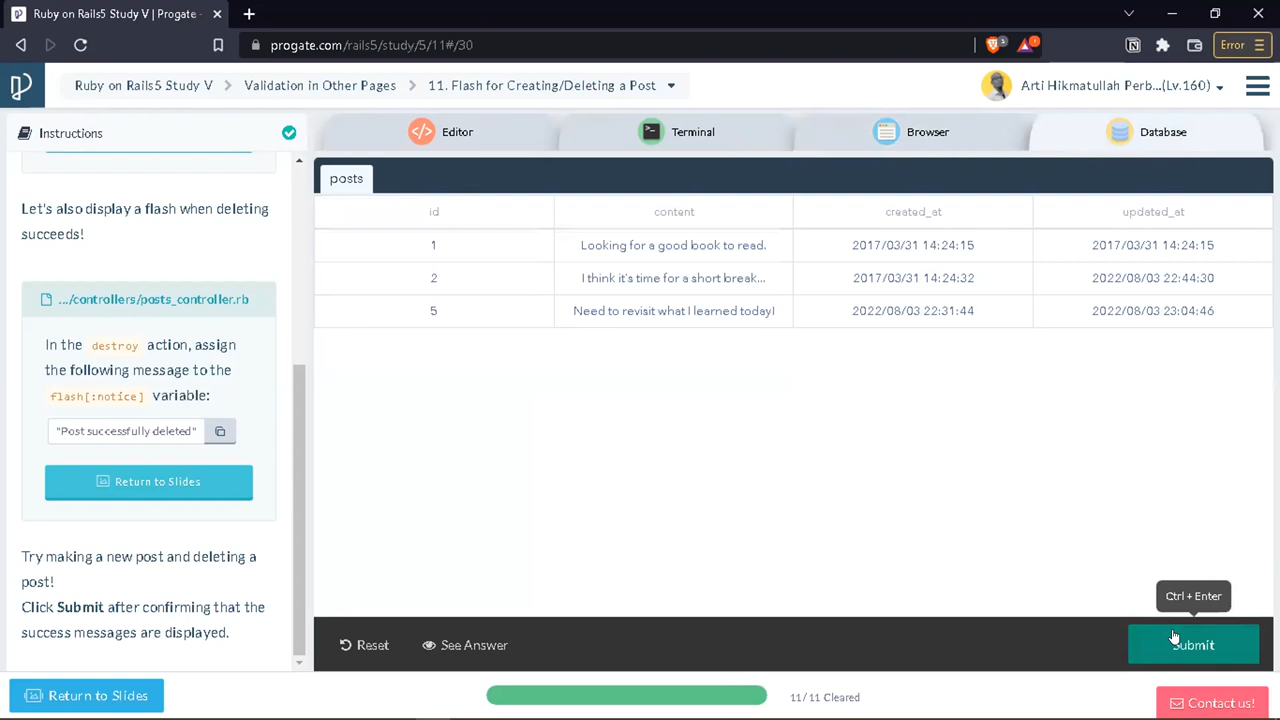 Ruby on Rails5 Study V | Progate -
progate.com/rails5/study/5/11#/30
1
Error
Ruby on Rails5 Study V
Validation in Other Pages
11. Flash for Creating/Deleting a Post
Arti Hikmatullah Perb...(Lv.160)
Instructions
Editor
Terminal
Browser
Database
Let's also display a flash when deleting
succeeds!
.../controllers/posts_controller.rb
In the destroy action, assign
the following message to the
flash[:notice] variable:
"Post successfully deleted"
Return to Slides
Try making a new post and deleting a
post!
Click Submit after confirming that the
success messages are displayed.
posts
id content created_at updated_at
1 Looking for a good book to read. 2017/03/31 14:24:15 2017/03/31 14:24:15
2 I think it's time for a short break... 2017/03/31 14:24:32 2022/08/03 22:44:30
5 Need to revisit what I learned today! 2022/08/03 22:31:44 2022/08/03 23:04:46
Ctrl + Enter
Reset
See Answer
Submit
Return to Slides
11 / 11 Cleared
Contact us!